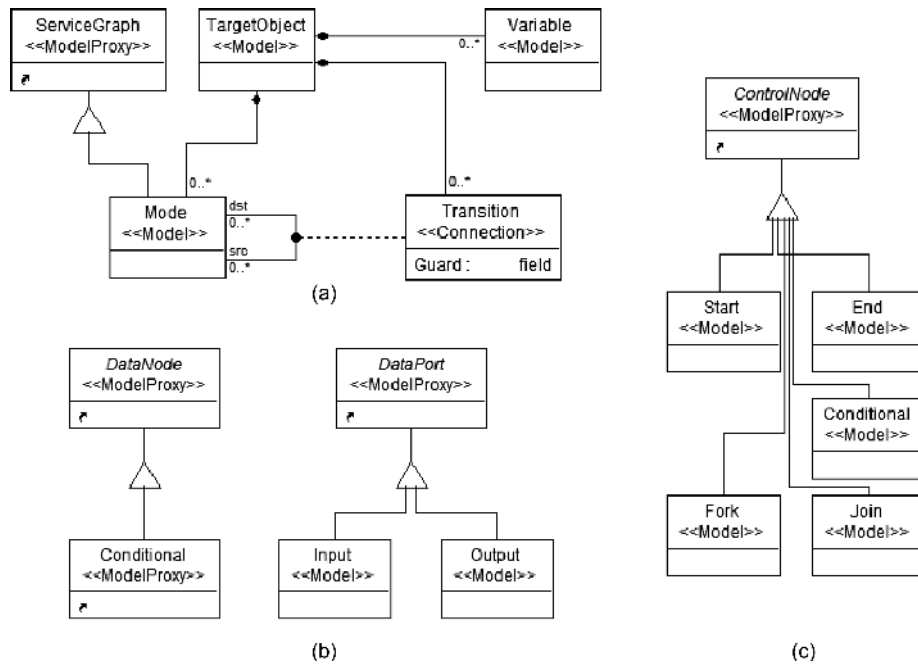 ServiceGraph
<<ModelProxy>>
TargetObject
<<Model>>
Variable
<<Model>>
0..*
0..*
0..*
Mode
<<Model>>
dst
0..*
src
0..*
Transition
<<Connection>>
Guard : field
(a)
DataNode
<<ModelProxy>>
Conditional
<<ModelProxy>>
DataPort
<<ModelProxy>>
Input
<<Model>>
Output
<<Model>>
(b)
ControlNode
<<ModelProxy>>
Start
<<Model>>
End
<<Model>>
Conditional
<<Model>>
Fork
<<Model>>
Join
<<Model>>
(c)